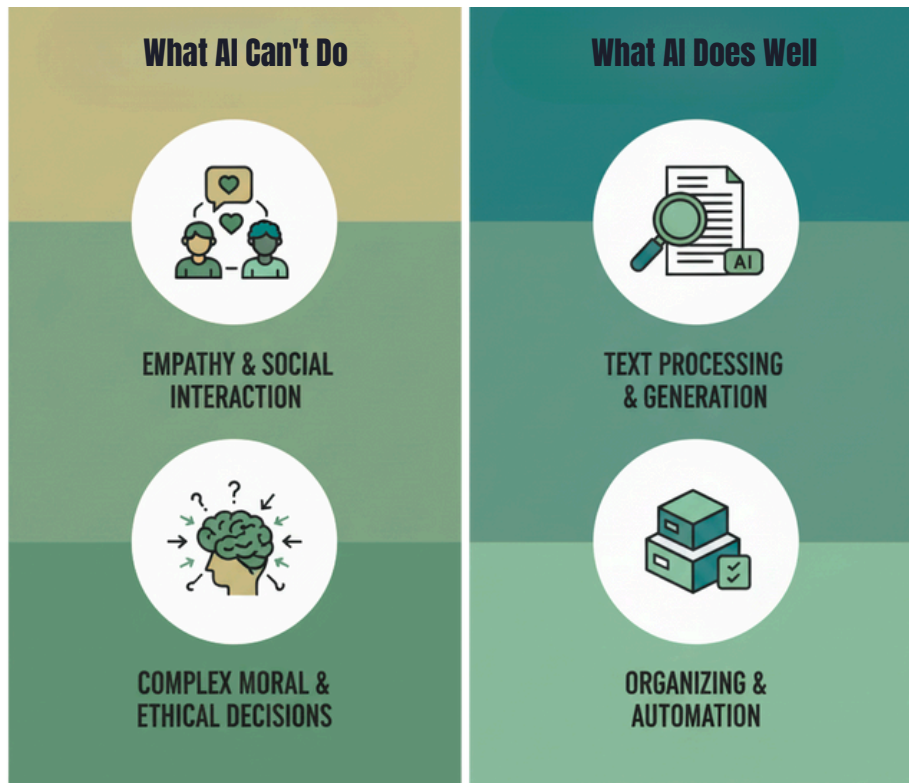 What AI Can't Do
EMPATHY & SOCIAL
INTERACTION
COMPLEX MORAL &
ETHICAL DECISIONS
What AI Does Well
AI
TEXT PROCESSING
& GENERATION
ORGANIZING &
AUTOMATION